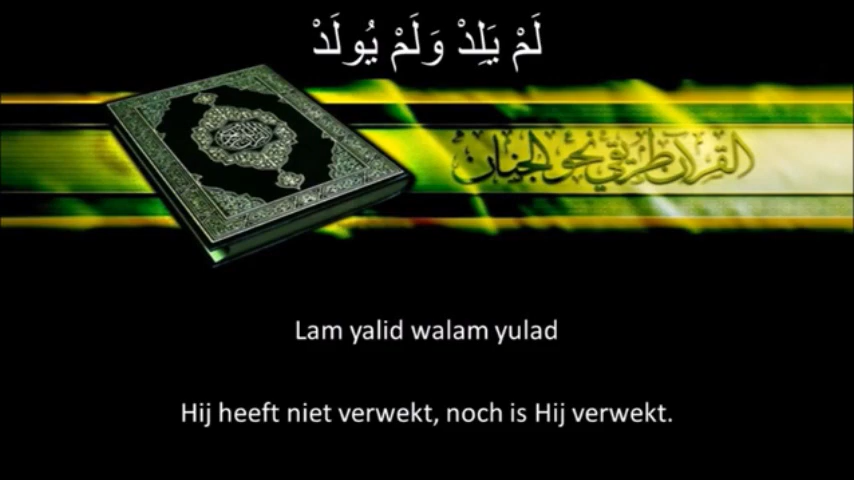 لَمْ يَلِدْ وَلَمْ يُولَدْ
القرآن طريقي نحو الجنان
Lam yalid walam yulad
Hij heeft niet verwekt, noch is Hij verwekt.